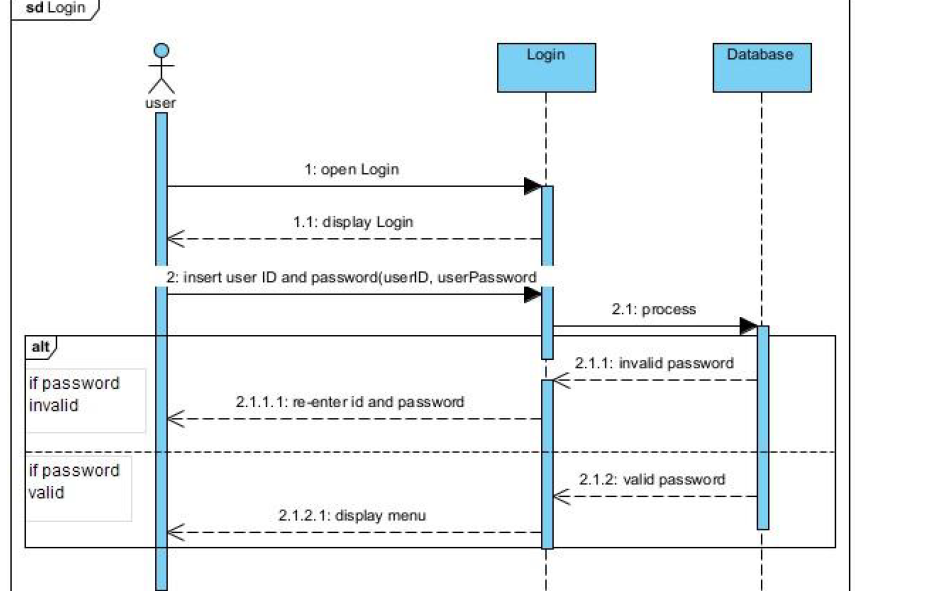 sd Login
user
Login
Database
1: open Login
1.1: display Login
2: insert user ID and password(userID, userPassword
2.1: process
alt
2.1.1: invalid password
if password
invalid
2.1.1.1: re-enter id and password
if password
valid
2.1.2: valid password
2.1.2.1: display menu